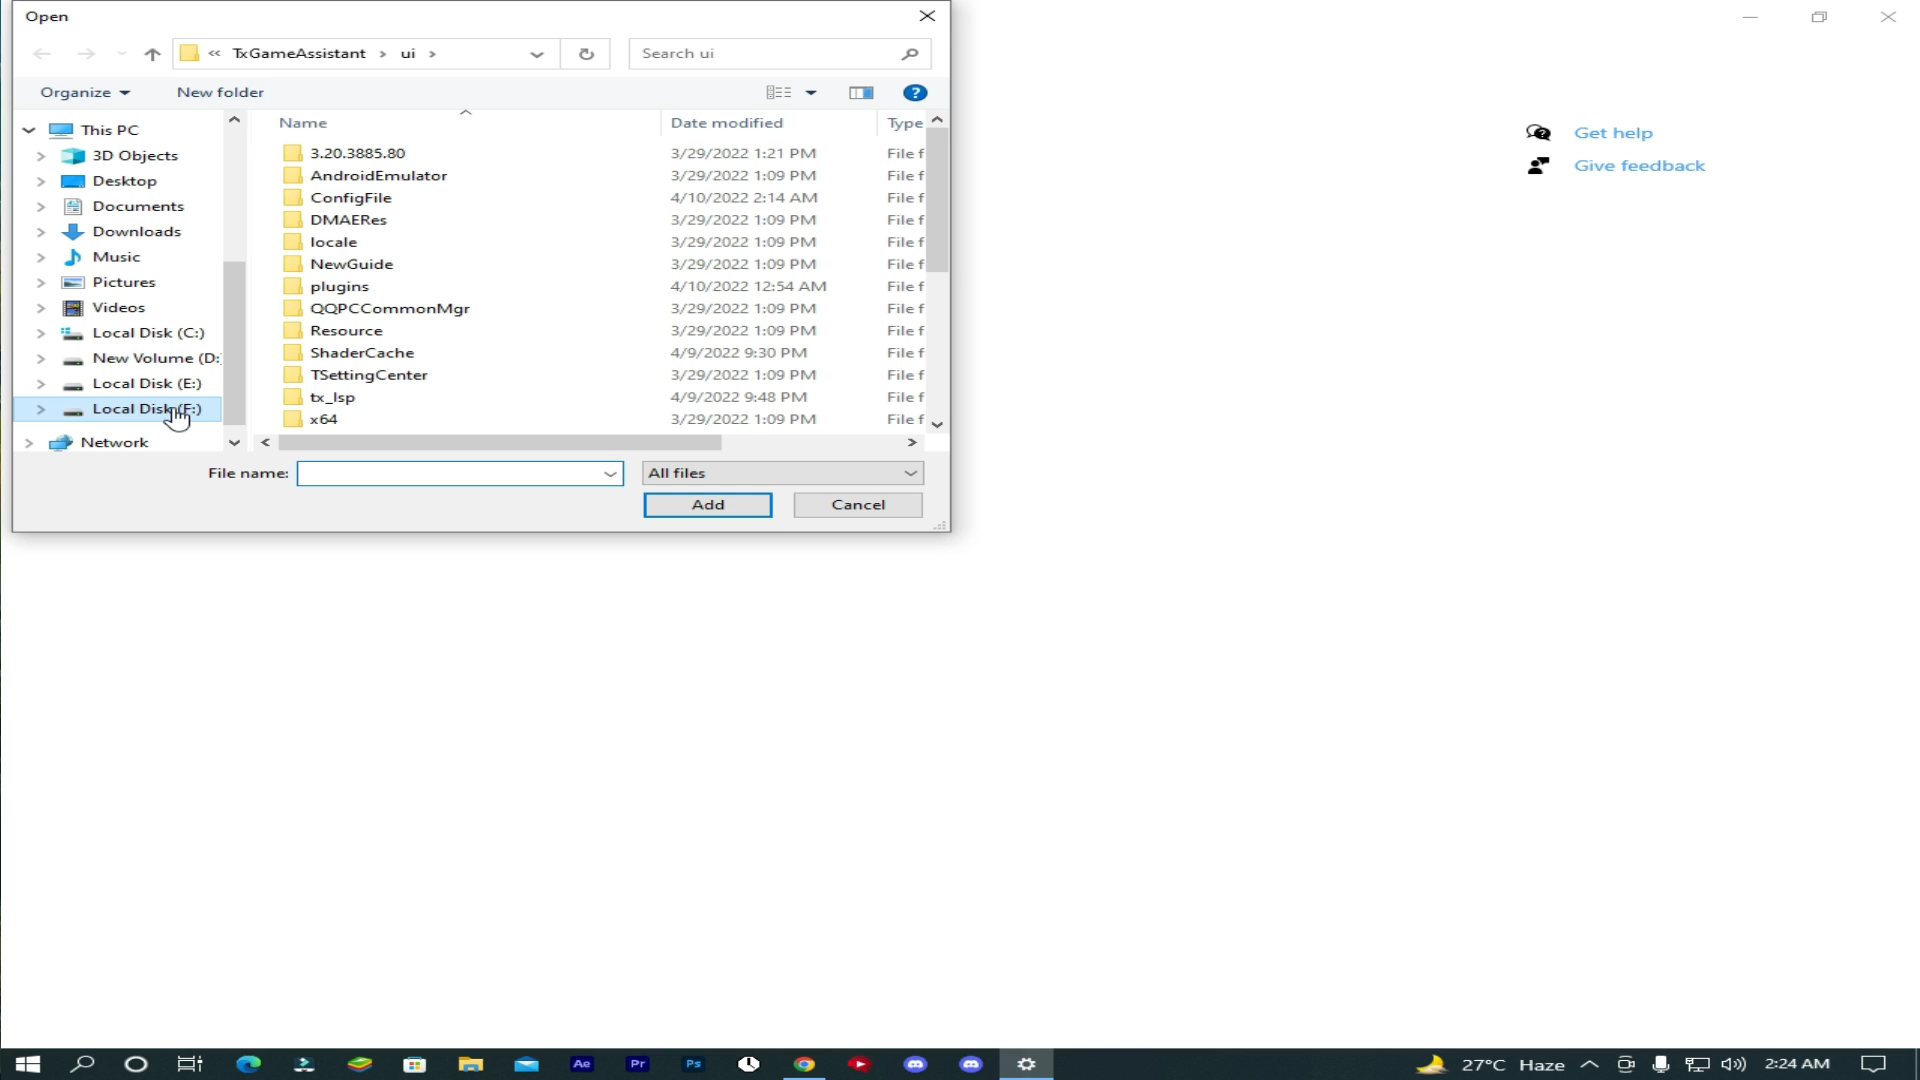 Open
« TxGameAssistant > ui >
Search ui
Organize
New folder
Name
Date modified
Type
This PC
3D Objects
Desktop
Documents
Downloads
Music
Pictures
Videos
Local Disk (C:)
New Volume (D:
Local Disk (E:)
Local Disk (F:)
Network
3.20.3885.80 3/29/2022 1:21 PM File f
AndroidEmulator 3/29/2022 1:09 PM File f
ConfigFile 4/10/2022 2:14 AM File f
DMAERes 3/29/2022 1:09 PM File f
locale 3/29/2022 1:09 PM File f
NewGuide 3/29/2022 1:09 PM File f
plugins 4/10/2022 12:54 AM File f
QQPCCommonMgr 3/29/2022 1:09 PM File f
Resource 3/29/2022 1:09 PM File f
ShaderCache 4/9/2022 9:30 PM File f
TSettingCenter 3/29/2022 1:09 PM File f
tx_lsp 4/9/2022 9:48 PM File f
x64 3/29/2022 1:09 PM File f
File name:
All files
Add
Cancel
Get help
Give feedback
Ae
Pr
Ps
27°C Haze
2:24 AM